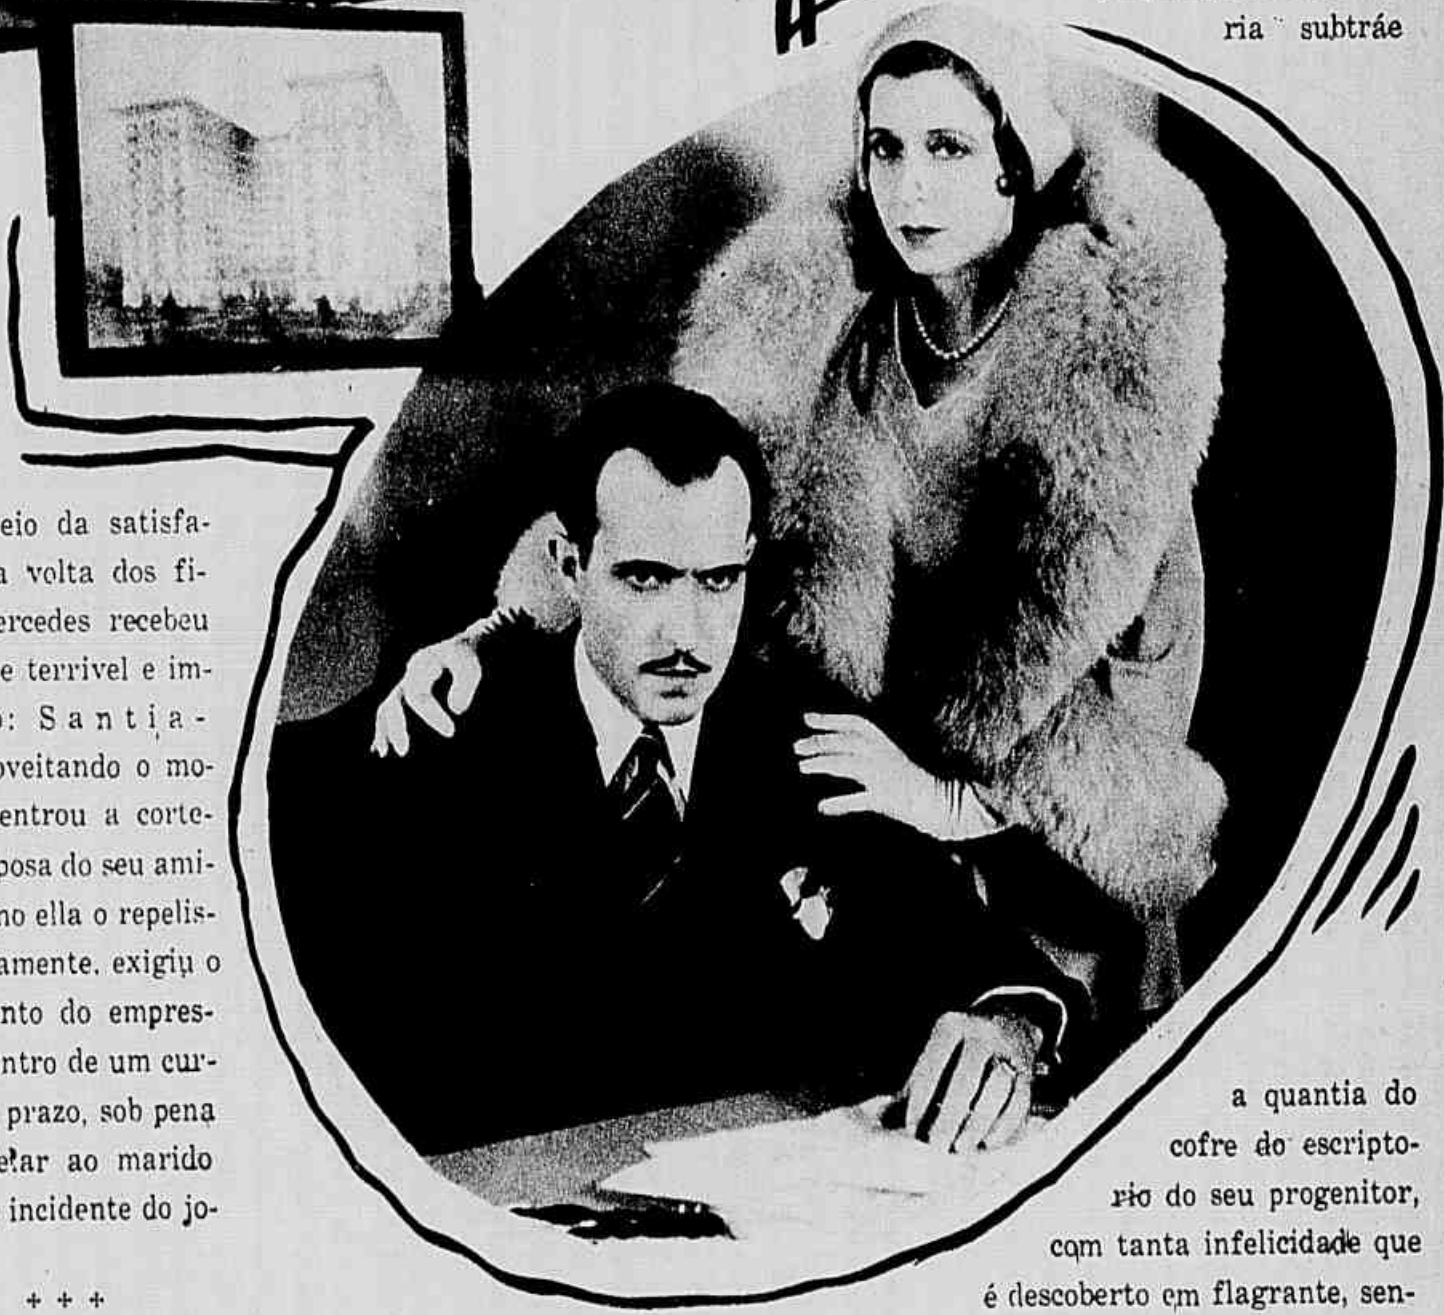 eio da satisfa-
a volta dos fi-
ercedes recebeu
e terrivel e im-
o: Santia-
oveitando o mo-
entrou a corte-
posa do seu ami-
no ella o repelis-
amente, exigiu o
nto do empres-
ntro de um cur-
prazo, sob pena
elar ao marido
incidente do jo-
+ + +
ria subtráe
a quantia do
cofre do escripto-
rio do seu progenitor,
com tanta infelicidade que
é descoberto em flagrante, sen-